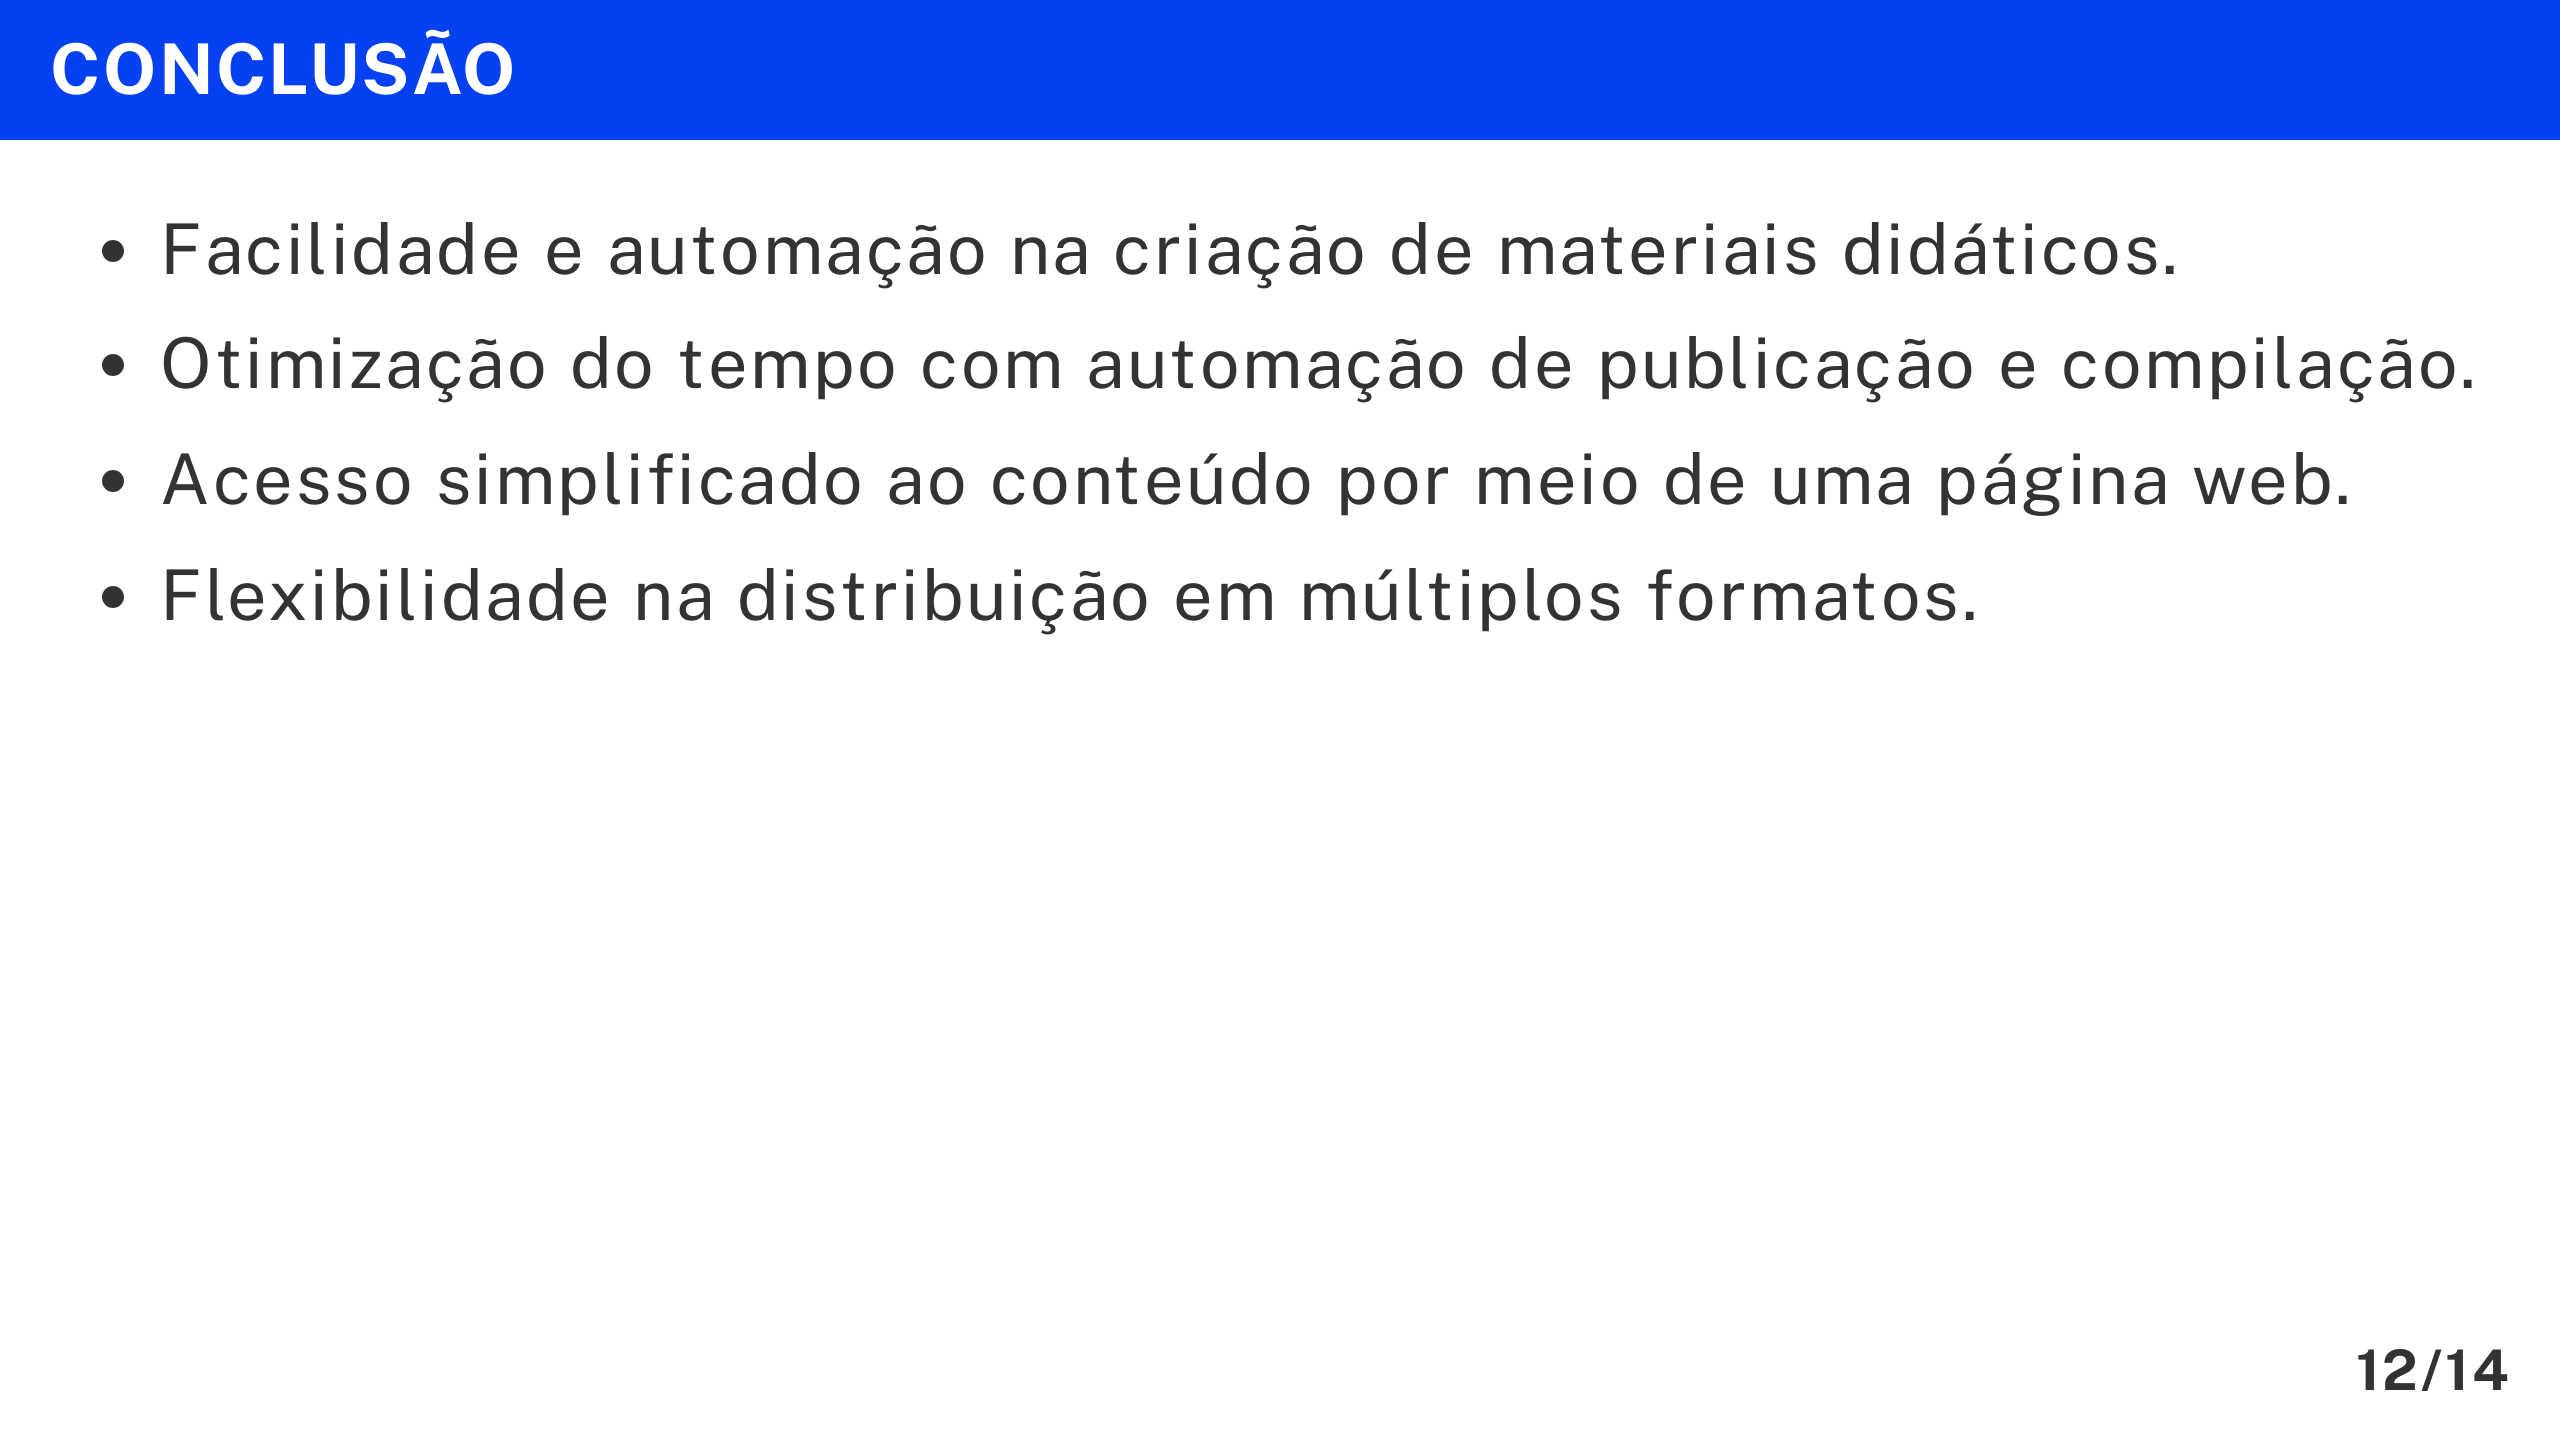 CONCLUSÃO
• Facilidade e automação na criação de materiais didáticos.
• Otimização do tempo com automação de publicação e compilação.
• Acesso simplificado ao conteúdo por meio de uma página web.
• Flexibilidade na distribuição em múltiplos formatos.
12/14